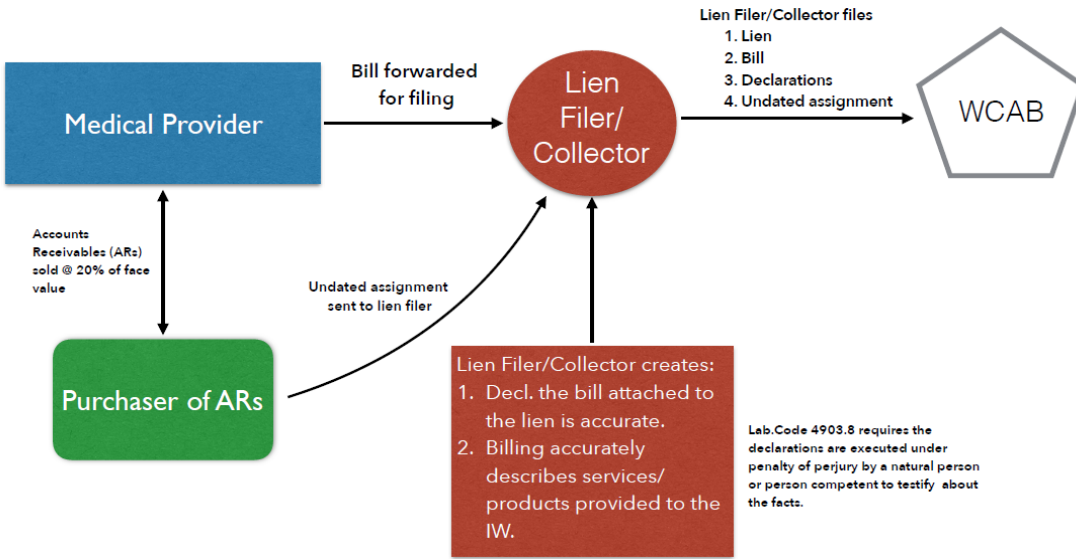 Lien Filer/Collector files
1. Lien
2. Bill
3. Declarations
4. Undated assignment
Medical Provider
Bill forwarded
for filing
Lien
Filer/
Collector
WCAB
Accounts
Receivables (ARs)
sold @ 20% of face
value
Undated assignment
sent to lien filer
Purchaser of ARs
Lien Filer/Collector creates:
1. Decl. the bill attached to
the lien is accurate.
2. Billing accurately
describes services/
products provided to the
IW.
Lab.Code 4903.8 requires the
declarations are executed under
penalty of perjury by a natural person
or person competent to testify about
the facts.